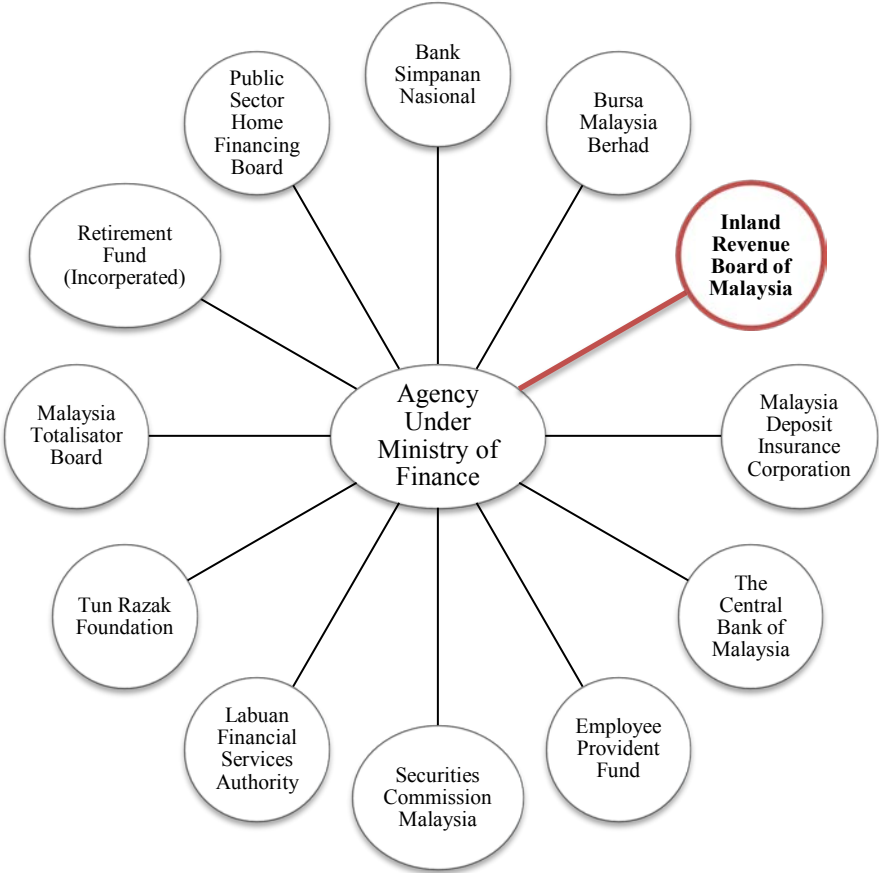 Bank
Simpanan
Nasional
Bursa
Malaysia
Berhad
Inland
Revenue
Board of
Malaysia
Malaysia
Deposit
Insurance
Corporation
The
Central
Bank of
Malaysia
Employee
Provident
Fund
Securities
Commission
Malaysia
Labuan
Financial
Services
Authority
Tun Razak
Foundation
Malaysia
Totalisator
Board
Retirement
Fund
(Incorperated)
Public
Sector
Home
Financing
Board
Agency
Under
Ministry of
Finance